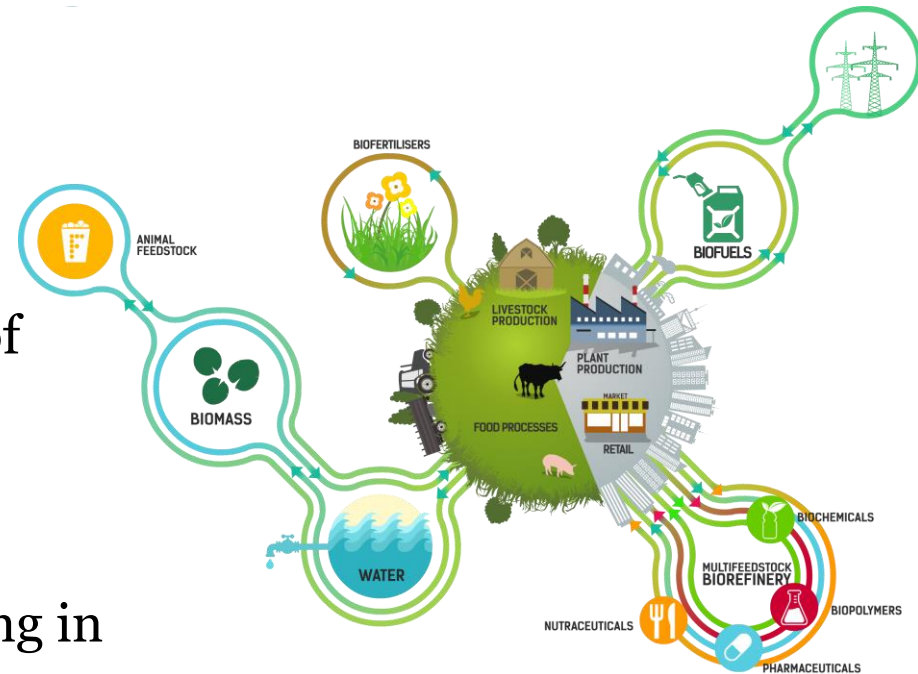 BIOFERTILISERS
BIOFUELS
ANIMAL
FEEDSTOCK
F
LIVESTOCK
PRODUCTION
of
PLANT
PRODUCTION
BIOMASS
MARKET
FOOD PROCESSES
RETAIL
WATER
BIOCHEMICALS
MULTIFEEDSTOCK
BIOREFINERY
BIOPOLYMERS
NUTRACEUTICALS
ng in
PHARMACEUTICALS